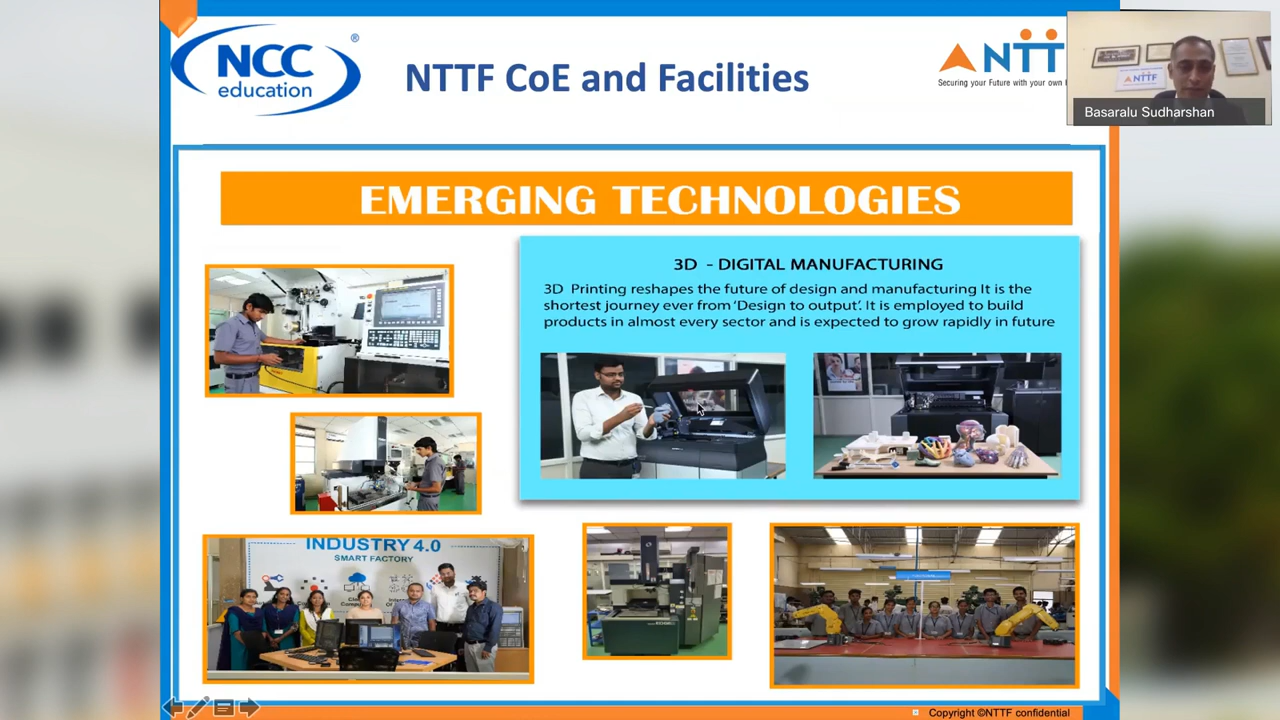 NCC
education
®
NTTF CoE and Facilities
NTT
Securing your Future with your own
NTTF
Basaralu Sudharshan
EMERGING TECHNOLOGIES
3D - DIGITAL MANUFACTURING
3D Printing reshapes the future of design and manufacturing It is the
shortest journey ever from 'Design to output'. It is employed to build
products in almost every sector and is expected to grow rapidly in future
INDUSTRY 4.0
SMART FACTORY
Copyright ©NTTF confidential